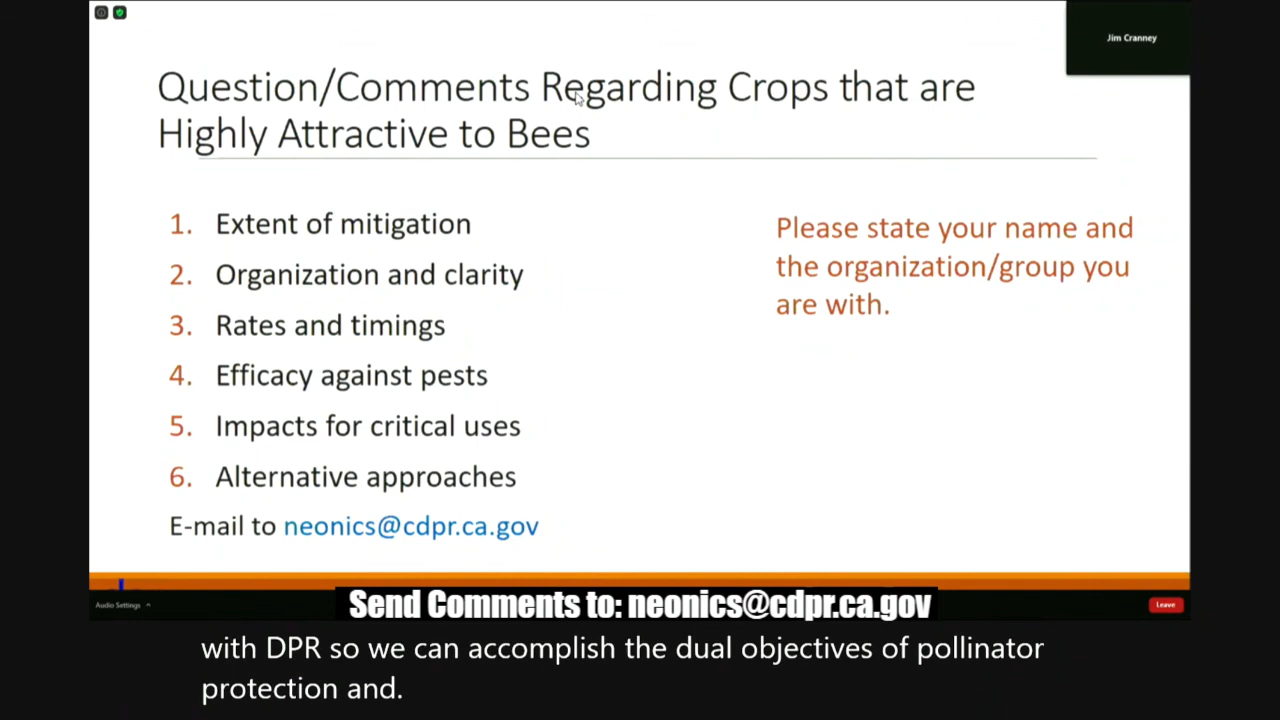 Jim Cranney
Question/Comments Regarding Crops that are
Highly Attractive to Bees
1. Extent of mitigation
2. Organization and clarity
3. Rates and timings
4. Efficacy against pests
5. Impacts for critical uses
6. Alternative approaches
E-mail to neonics@cdpr.ca.gov
Please state your name and
the organization/group you
are with.
Audio Settings
Send Comments to: neonics@cdpr.ca.gov
Leave
with DPR so we can accomplish the dual objectives of pollinator
protection and.